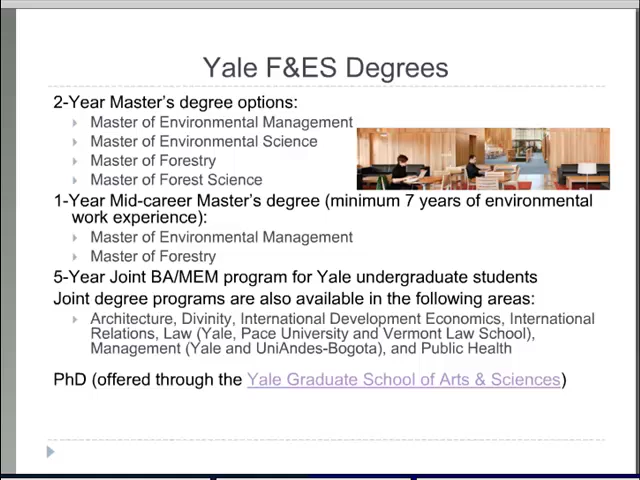 Yale F&ES Degrees
2-Year Master's degree options:
Master of Environmental Management
Master of Environmental Science
Master of Forestry
Master of Forest Science
1-Year Mid-career Master's degree (minimum 7 years of environmental
work experience):
Master of Environmental Management
Master of Forestry
5-Year Joint BA/MEM program for Yale undergraduate students
Joint degree programs are also available in the following areas:
Architecture, Divinity, International Development Economics, International
Relations, Law (Yale, Pace University and Vermont Law School),
Management (Yale and UniAndes-Bogota), and Public Health
PhD (offered through the Yale Graduate School of Arts & Sciences)